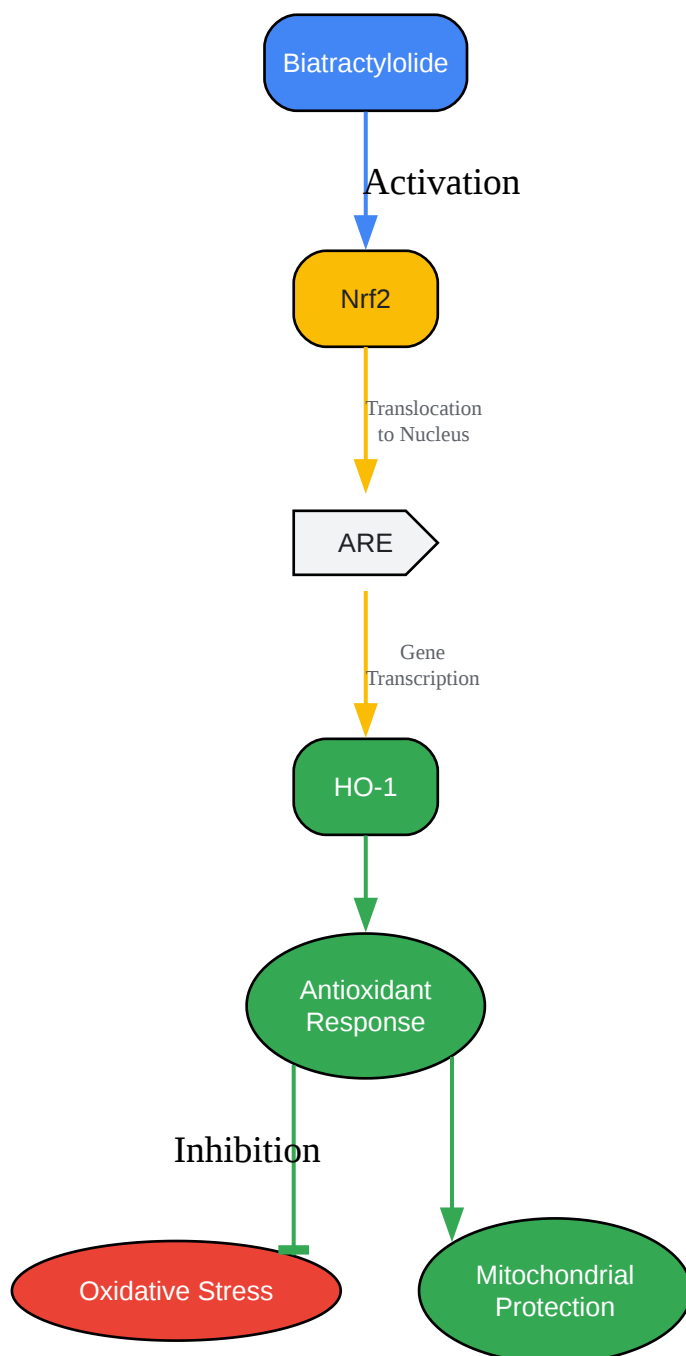 Biatractylolide
Activation
Nrf2
Translocation
to Nucleus
ARE
Gene
Transcription
HO-1
Antioxidant
Response
Inhibition
Oxidative Stress
Mitochondrial
Protection